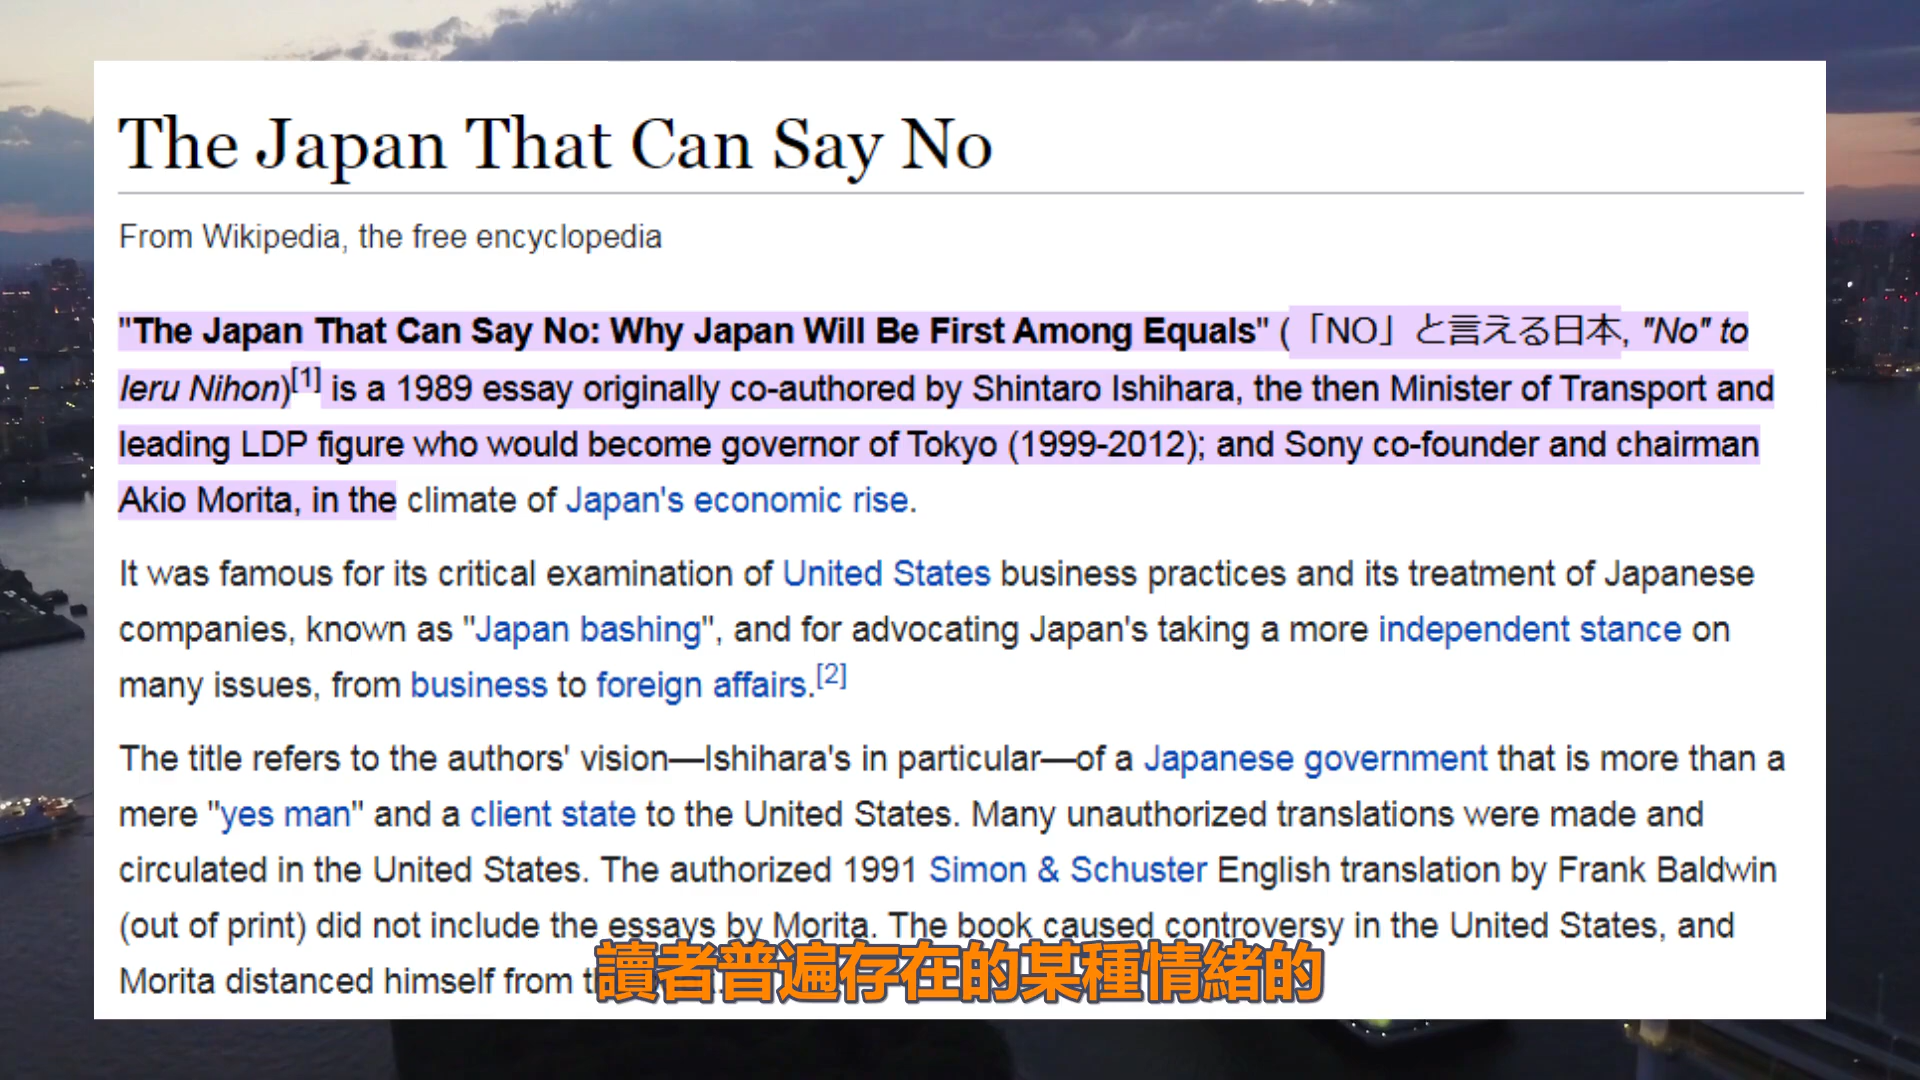 The Japan That Can Say No
From Wikipedia, the free encyclopedia
"The Japan That Can Say No: Why Japan Will Be First Among Equals" (「NO」と言える日本, "No" to
Ieru Nihon)[1] is a 1989 essay originally co-authored by Shintaro Ishihara, the then Minister of Transport and
leading LDP figure who would become governor of Tokyo (1999-2012); and Sony co-founder and chairman
Akio Morita, in the climate of Japan's economic rise.
It was famous for its critical examination of United States business practices and its treatment of Japanese
companies, known as "Japan bashing", and for advocating Japan's taking a more independent stance on
many issues, from business to foreign affairs.[2]
The title refers to the authors' vision—Ishihara's in particular—of a Japanese government that is more than a
mere "yes man" and a client state to the United States. Many unauthorized translations were made and
circulated in the United States. The authorized 1991 Simon & Schuster English translation by Frank Baldwin
(out of print) did not include the essays by Morita. The book caused controversy in the United States, and
Morita distanced himself from
讀者普遍存在的某種情緒的